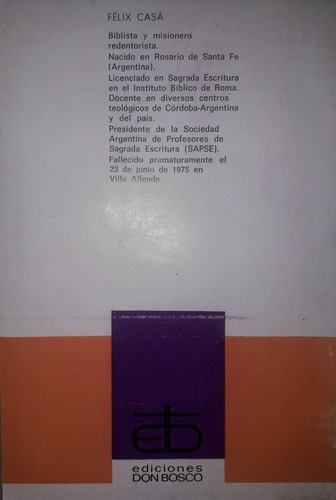 FÉLIX CASÁ
Biblista y misionero
redentorista.
Nacido en Rosario de Santa Fe
(Argentina).
Licenciado en Sagrada Escritura
en el Instituto Bíblico de Roma.
Docente en diversos centros
teológicos de Córdoba-Argentina
y del país.
Presidente de la Sociedad
Argentina de Profesores de
Sagrada Escritura (SAPSE).
Fallecido prematuramente el
23 de junio de 1975 en
Villa Allende.
ediciones
DON BOSCO